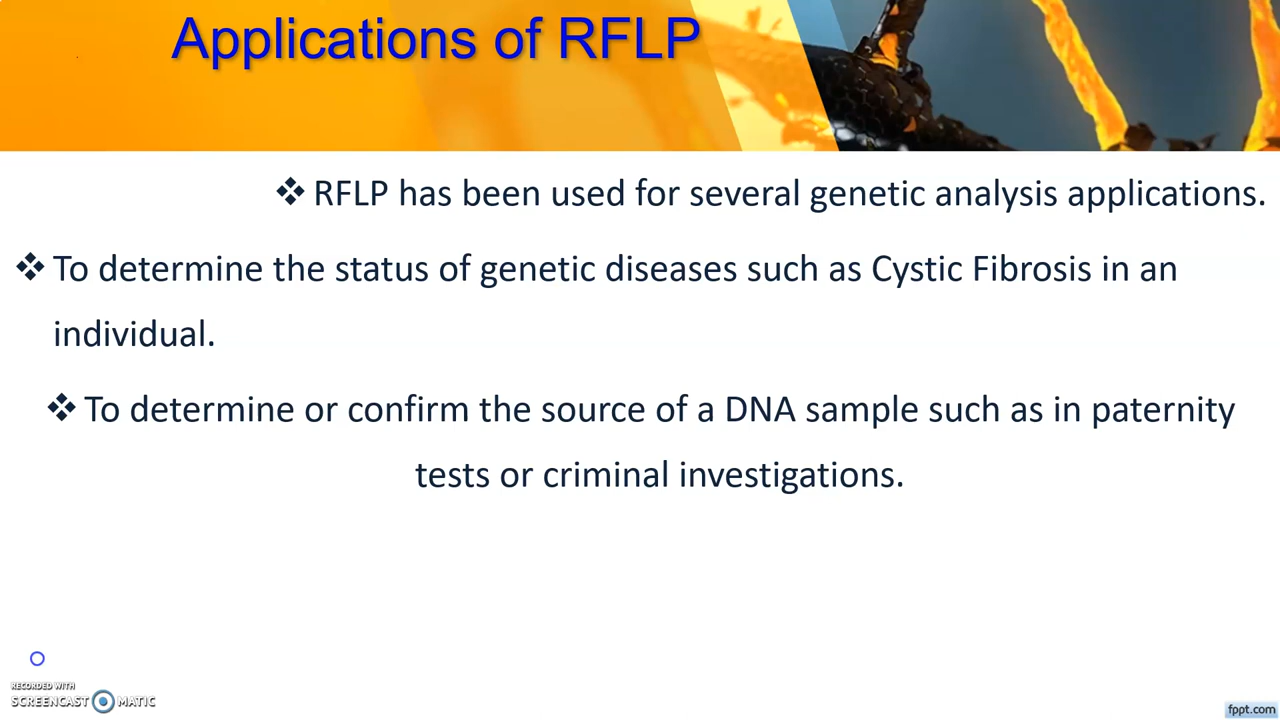 Applications of RFLP
❖ RFLP has been used for several genetic analysis applications.
❖ To determine the status of genetic diseases such as Cystic Fibrosis in an
individual.
❖ To determine or confirm the source of a DNA sample such as in paternity
tests or criminal investigations.
RECORDED WITH
SCREENCAST MATIC
fppt.com